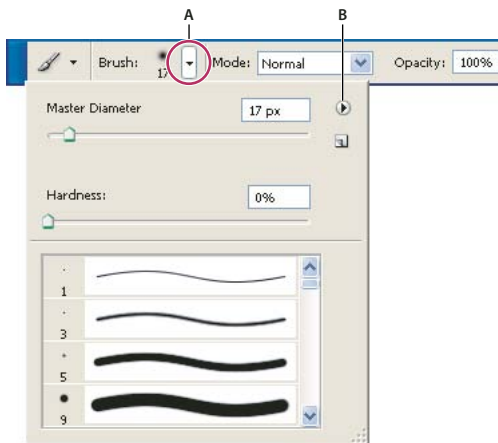 A B
Brush: 17 Mode: Normal Opacity: 100%
Master Diameter 17 px
Hardness: 0%
1
3
5
9